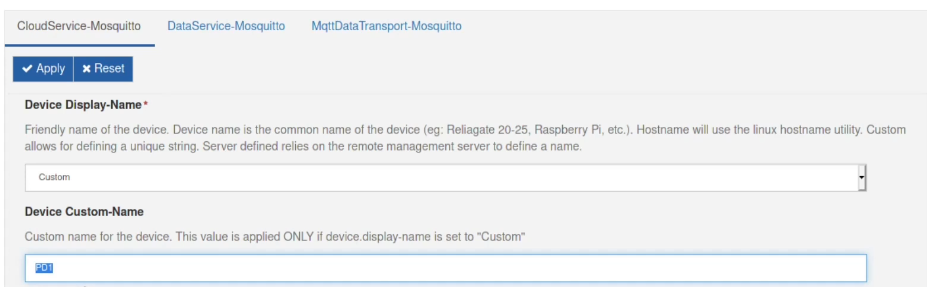 CloudService-Mosquitto DataService-Mosquitto MqttDataTransport-Mosquitto
Apply Reset
Device Display-Name*
Friendly name of the device. Device name is the common name of the device (eg: Reliagate 20-25, Raspberry Pi, etc.). Hostname will use the linux hostname utility. Custom
allows for defining a unique string. Server defined relies on the remote management server to define a name.
Custom
Device Custom-Name
Custom name for the device. This value is applied ONLY if device.display-name is set to "Custom"
PD1